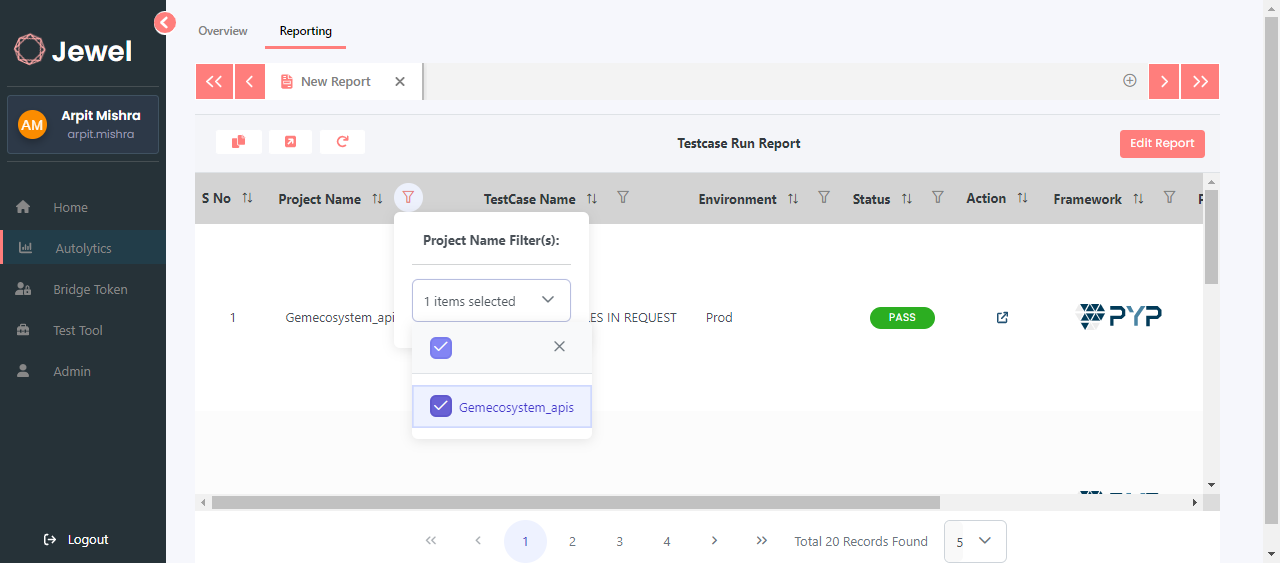 Jewel
AM
Arpit Mishra
arpit.mishra
Home
Autolytics
Bridge Token
Test Tool
Admin
Logout
Overview
Reporting
New Report
Testcase Run Report
Edit Report
S No
Project Name
TestCase Name
Environment
Status
Action
Framework
Project Name Filter(s):
1 items selected
Gemecosystem_apis
1
Gemecosystem_api
ES IN REQUEST
Prod
PASS
PYP
1
2
3
4
Total 20 Records Found
5